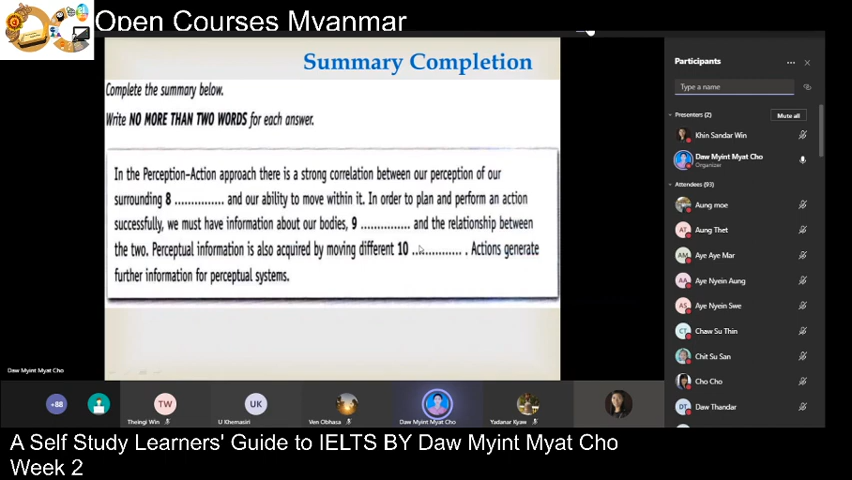 Open Courses Myanmar
Summary Completion
Complete the summary below.
Write NO MORE THAN TWO WORDS for each answer.
In the Perception-Action approach there is a strong correlation between our perception of our
surrounding 8 ............... and our ability to move within it. In order to plan and perform an action
successfully, we must have information about our bodies, 9 ............... and the relationship between
the two. Perceptual information is also acquired by moving different 10 ............... . Actions generate
further information for perceptual systems.
Daw Myint Myat Cho
Participants
Type a name
Presenters (2)
Mute all
Khin Sandar Win
Daw Myint Myat Cho
Organizer
Attendees (93)
Aung moe
AT Aung Thet
AM Aye Aye Mar
AA Aye Nyein Aung
AS Aye Nyein Swe
CT Chaw Su Thin
Chit Su San
Cho Cho
DT Daw Thandar
+88
TW
UK
Theingi Win
U Khemasiri
Ven Obhasa
Daw Myint Myat Cho
Yadanar Kyaw
A Self Study Learners' Guide to IELTS BY Daw Myint Myat Cho
Week 2